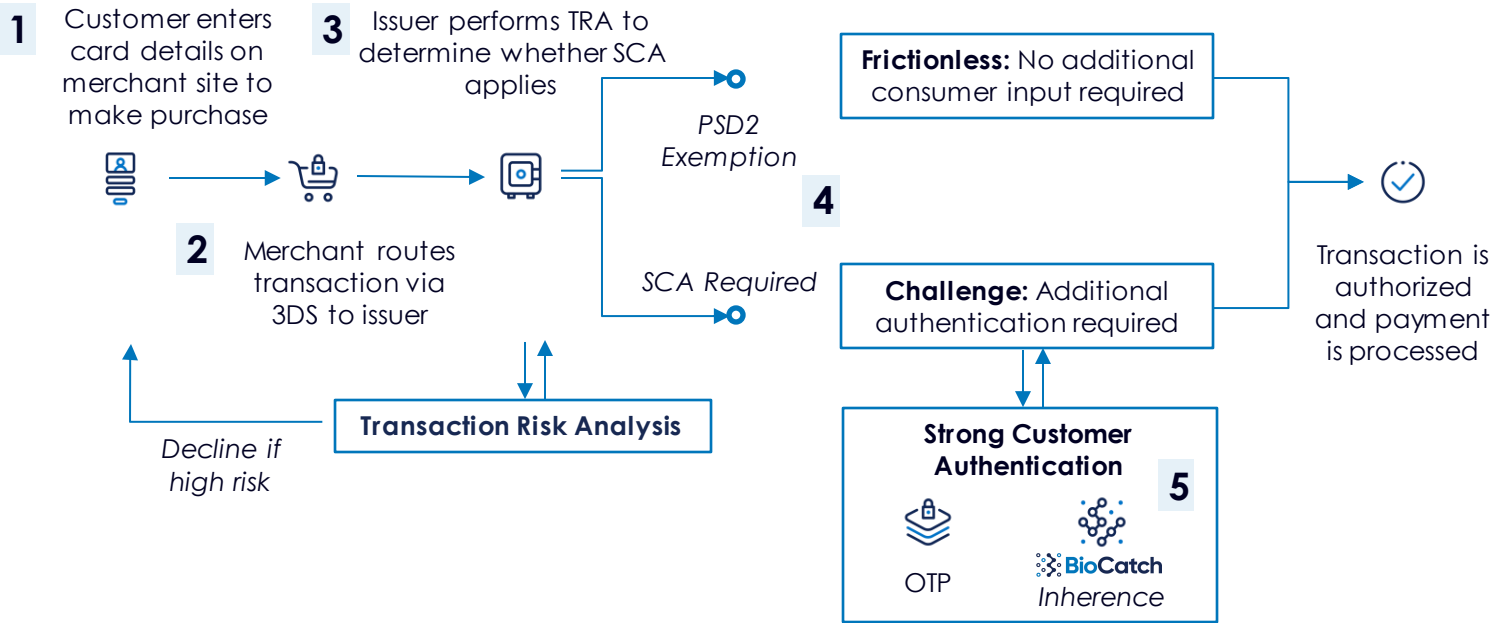 1
Customer enters
card details on
merchant site to
make purchase
3
Issuer performs TRA to
determine whether SCA
applies
2
Merchant routes
transaction via
3DS to issuer
Transaction Risk Analysis
Decline if
high risk
PSD2
Exemption
4
SCA Required
Frictionless: No additional
consumer input required
Challenge: Additional
authentication required
Strong Customer
Authentication
5
OTP
BioCatch
Inherence
Transaction is
authorized
and payment
is processed